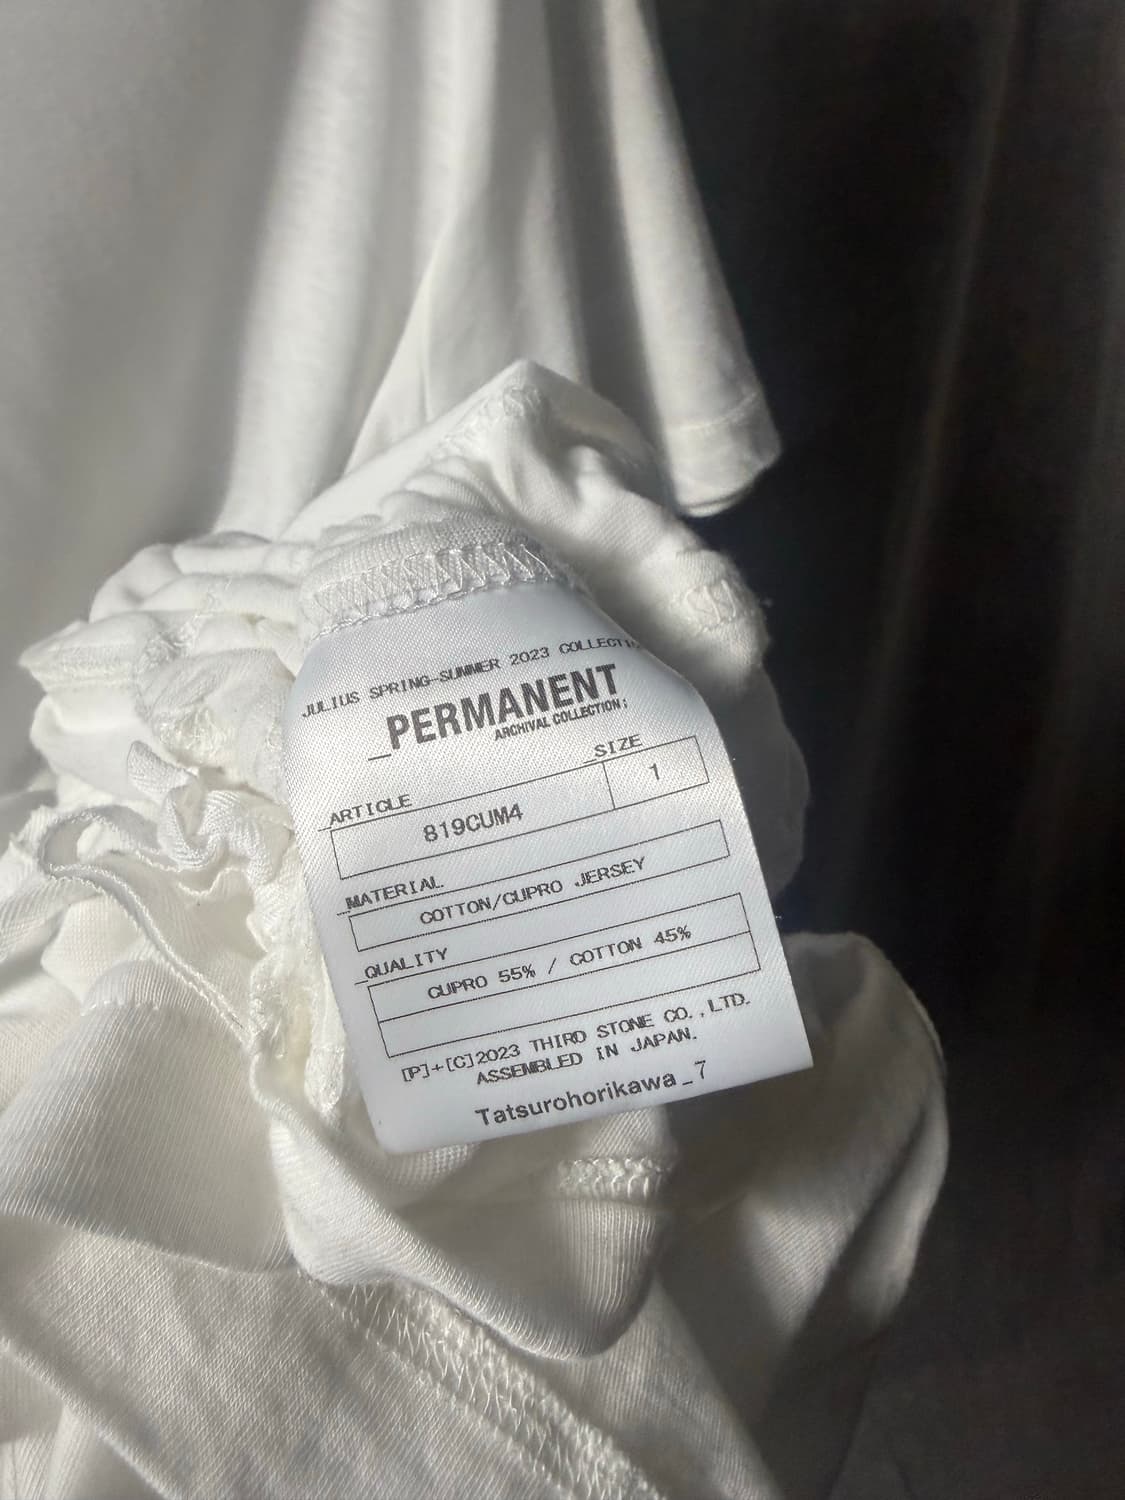 JULIUS SPRING-SUMMER 2023
_PERMANENT
ARCHIVAL COLLECTION;
_SIZE
1
_ARTICLE
819CUM4
_MATERIAL
COTTON/CUPRO JERSEY
_QUALITY
CUPRO 55% / COTTON 45%
[P]+[C]2023 THIRD STONE CO.,LTD.
ASSEMBLED IN JAPAN.
Tatsurohorikawa_7